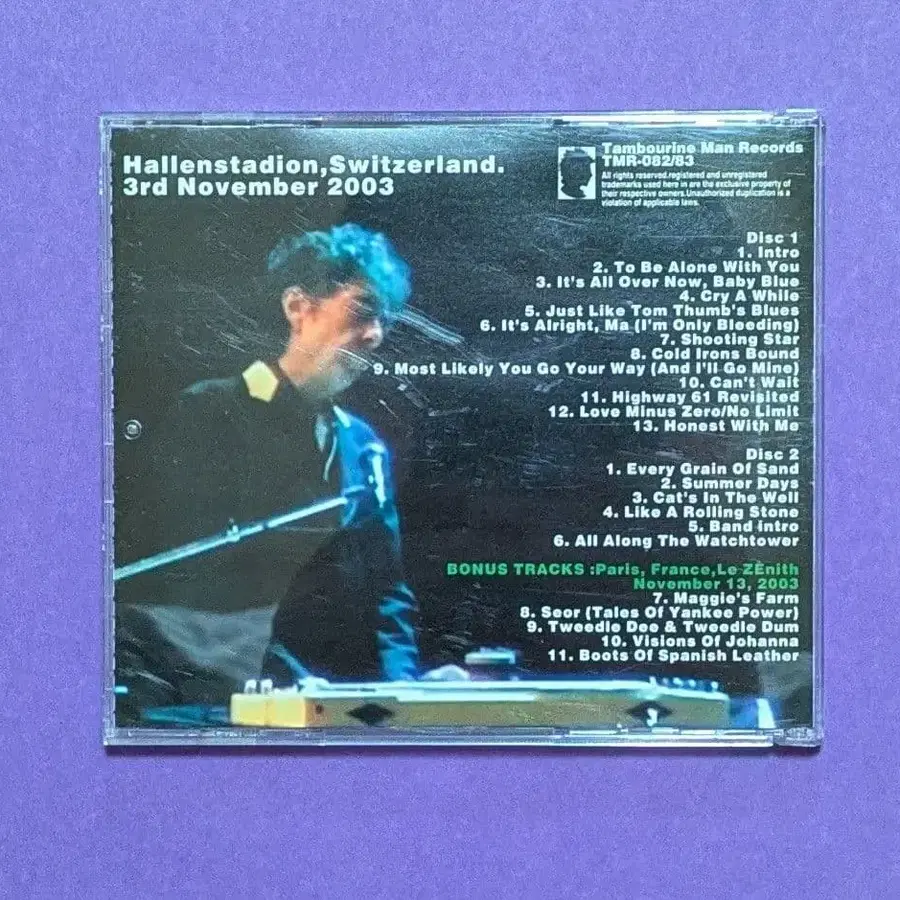 Hallenstadion,Switzerland.
3rd November 2003
Tambourine Man Records
TMR-082/83
All rights reserved.registered and unregistered
trademarks used here in are the exclusive property of
their respective owners.Unauthorized duplication is a
violation of applicable laws.
Disc 1
1. Intro
2. To Be Alone With You
3. It's All Over Now, Baby Blue
4. Cry A While
5. Just Like Tom Thumb's Blues
6. It's Alright, Ma (I'm Only Bleeding)
7. Shooting Star
8. Cold Irons Bound
9. Most Likely You Go Your Way (And I'll Go Mine)
10. Can't Wait
11. Highway 61 Revisited
12. Love Minus Zero/No Limit
13. Honest With Me
Disc 2
1. Every Grain Of Sand
2. Summer Days
3. Cat's In The Well
4. Like A Rolling Stone
5. Band intro
6. All Along The Watchtower
BONUS TRACKS :Paris, France,Le ZÈnith
November 13, 2003
7. Maggie's Farm
8. Seor (Tales Of Yankee Power)
9. Tweedle Dee & Tweedle Dum
10. Visions Of Johanna
11. Boots Of Spanish Leather